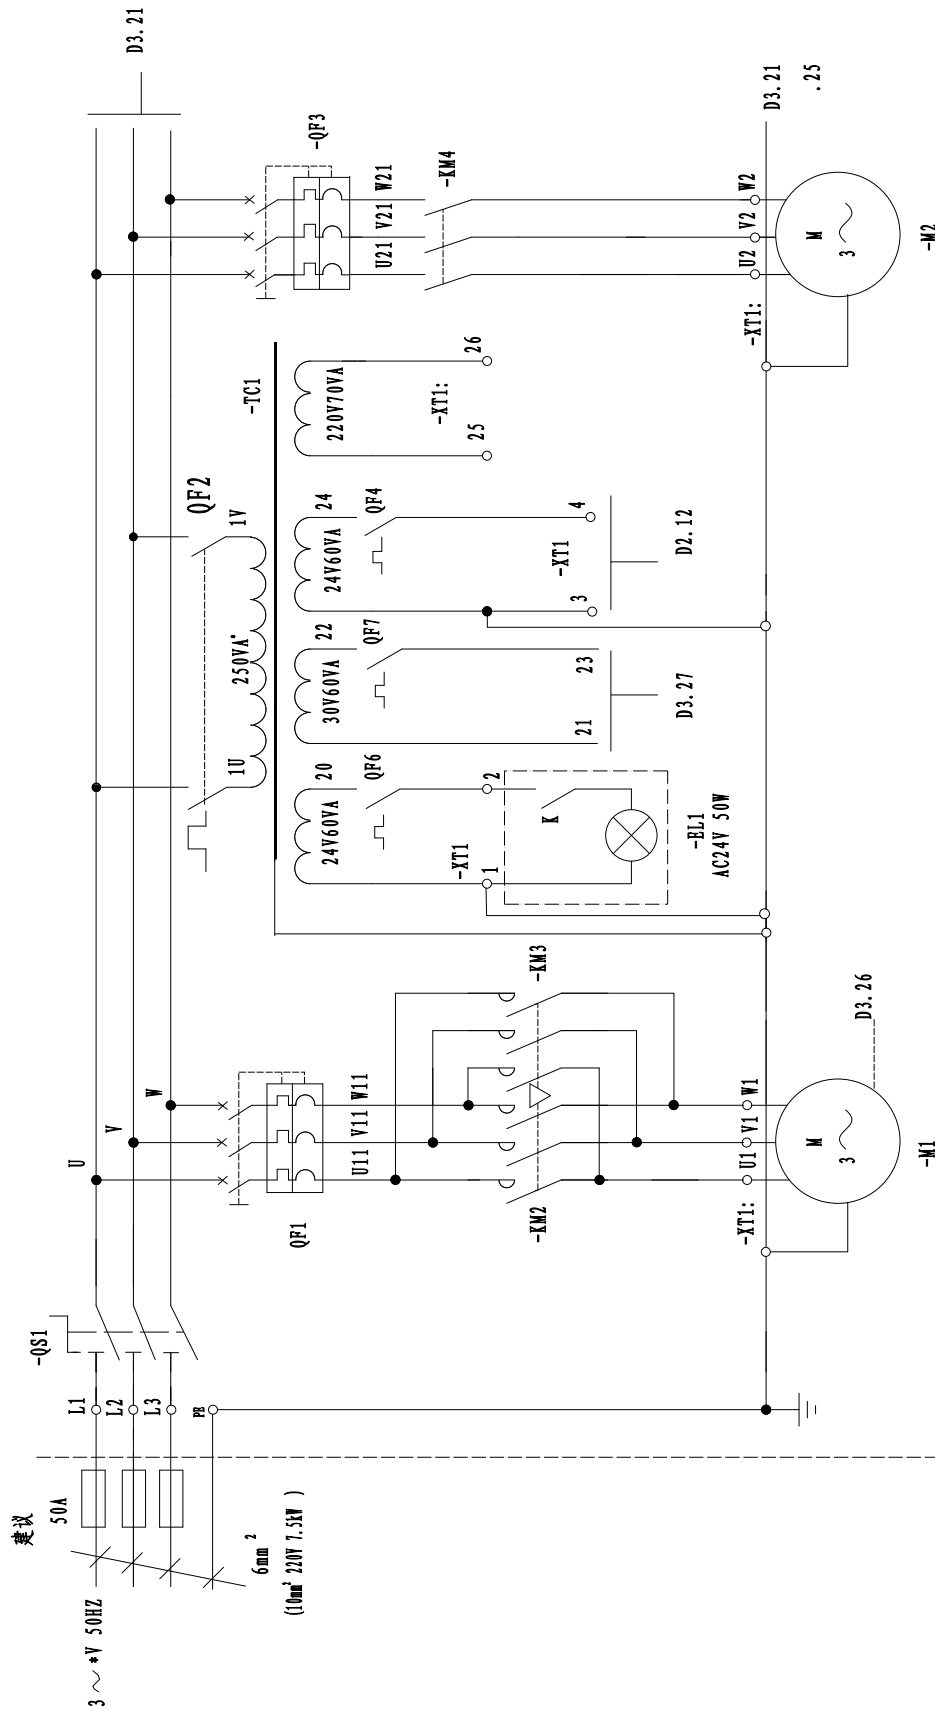 建议
50A
3 ～ *V 50HZ
6mm²
(10mm² 220V 7.5kW )
L1
L2
L3
PE
-QS1
U
V
W
QF1
U11
V11
W11
-KM2
-KM3
-XT1:
U1
V1
W1
M
3
-M1
D3.26
QF2
1U
250VA*
1V
-TC1
24V60VA
20
QF6
-XT1
1
2
K
-EL1
AC24V 50W
30V60VA
22
QF7
21
23
D3.27
24V60VA
24
QF4
-XT1
3
4
D2.12
220V70VA
-XT1:
25
26
D3.21
-QF3
U21
V21
W21
-KM4
-XT1:
U2
V2
W2
M
3
-M2
D3.21
.25